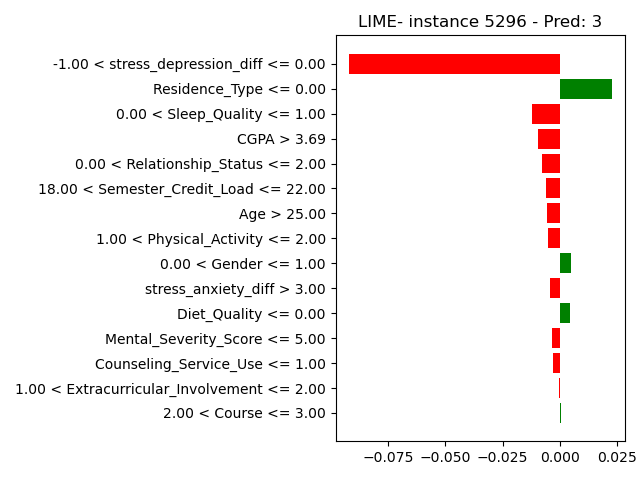 LIME- instance 5296 - Pred: 3
-1.00 < stress_depression_diff <= 0.00
Residence_Type <= 0.00
0.00 < Sleep_Quality <= 1.00
CGPA > 3.69
0.00 < Relationship_Status <= 2.00
18.00 < Semester_Credit_Load <= 22.00
Age > 25.00
1.00 < Physical_Activity <= 2.00
0.00 < Gender <= 1.00
stress_anxiety_diff > 3.00
Diet_Quality <= 0.00
Mental_Severity_Score <= 5.00
Counseling_Service_Use <= 1.00
1.00 < Extracurricular_Involvement <= 2.00
2.00 < Course <= 3.00
−0.075 −0.050 −0.025 0.000 0.025